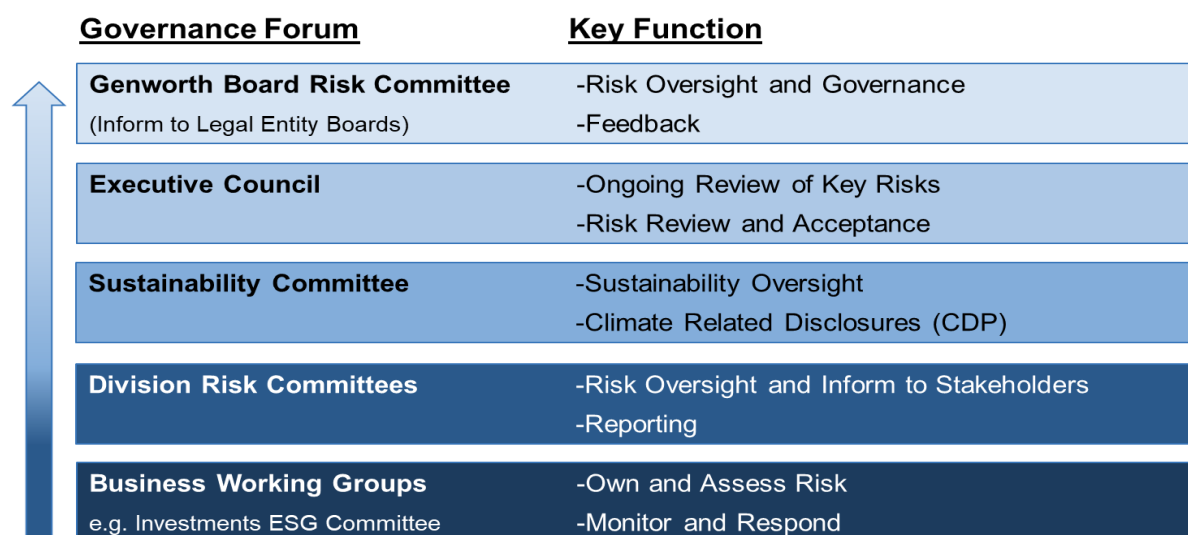 Governance Forum Key Function
Genworth Board Risk Committee -Risk Oversight and Governance
(Inform to Legal Entity Boards) -Feedback
Executive Council -Ongoing Review of Key Risks
-Risk Review and Acceptance
Sustainability Committee -Sustainability Oversight
-Climate Related Disclosures (CDP)
Division Risk Committees -Risk Oversight and Inform to Stakeholders
-Reporting
Business Working Groups -Own and Assess Risk
e.g. Investments ESG Committee -Monitor and Respond